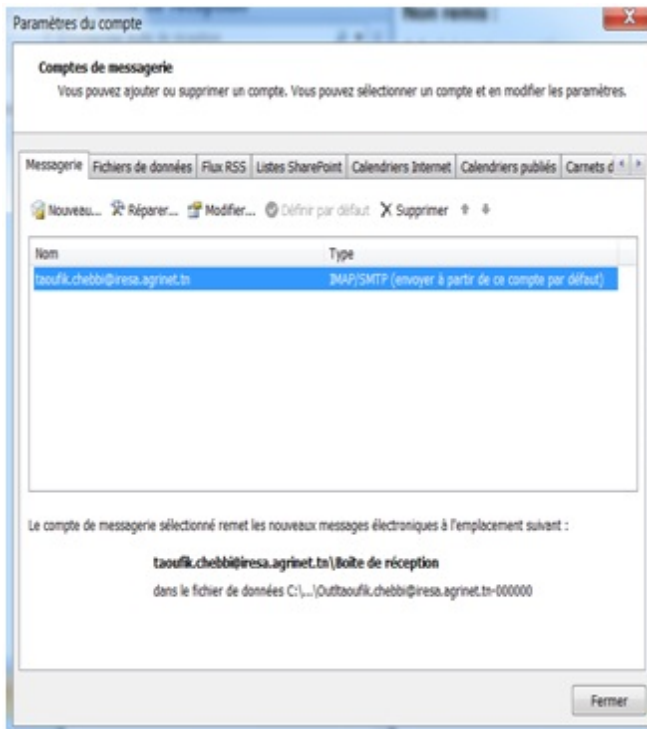 Non remis :
Paramètres du compte
X
Comptes de messagerie
Vous pouvez ajouter ou supprimer un compte. Vous pouvez sélectionner un compte et en modifier les paramètres.
Messagerie Fichiers de données Flux RSS Listes SharePoint Calendriers Internet Calendriers publiés Carnets d
Nouveau... Réparer... Modifier... Définir par défaut Supprimer
Nom Type
taoufik.chebbi@iresa.agrinet.tn IMAP/SMTP (envoyer à partir de ce compte par défaut)
Le compte de messagerie sélectionné remet les nouveaux messages électroniques à l'emplacement suivant :
taoufik.chebbi@iresa.agrinet.tn\Boîte de réception
dans le fichier de données C:\...\Outltaoufik.chebbi@iresa.agrinet.tn-000000
Fermer